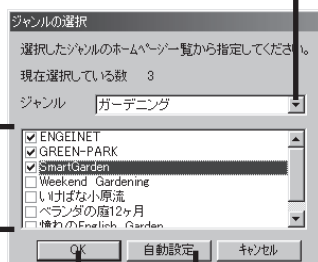 ジャンルの選択
選択したジャンルのホームページ一覧から指定してください。
現在選択している数 3
ジャンル ガーデニング
ENGEINET
GREEN-PARK
SmartGarden
Weekend Gardening
いけばな小原流
ベランダの庭12ヶ月
憧れのEnglish Garden
OK 自動設定 キャンセル